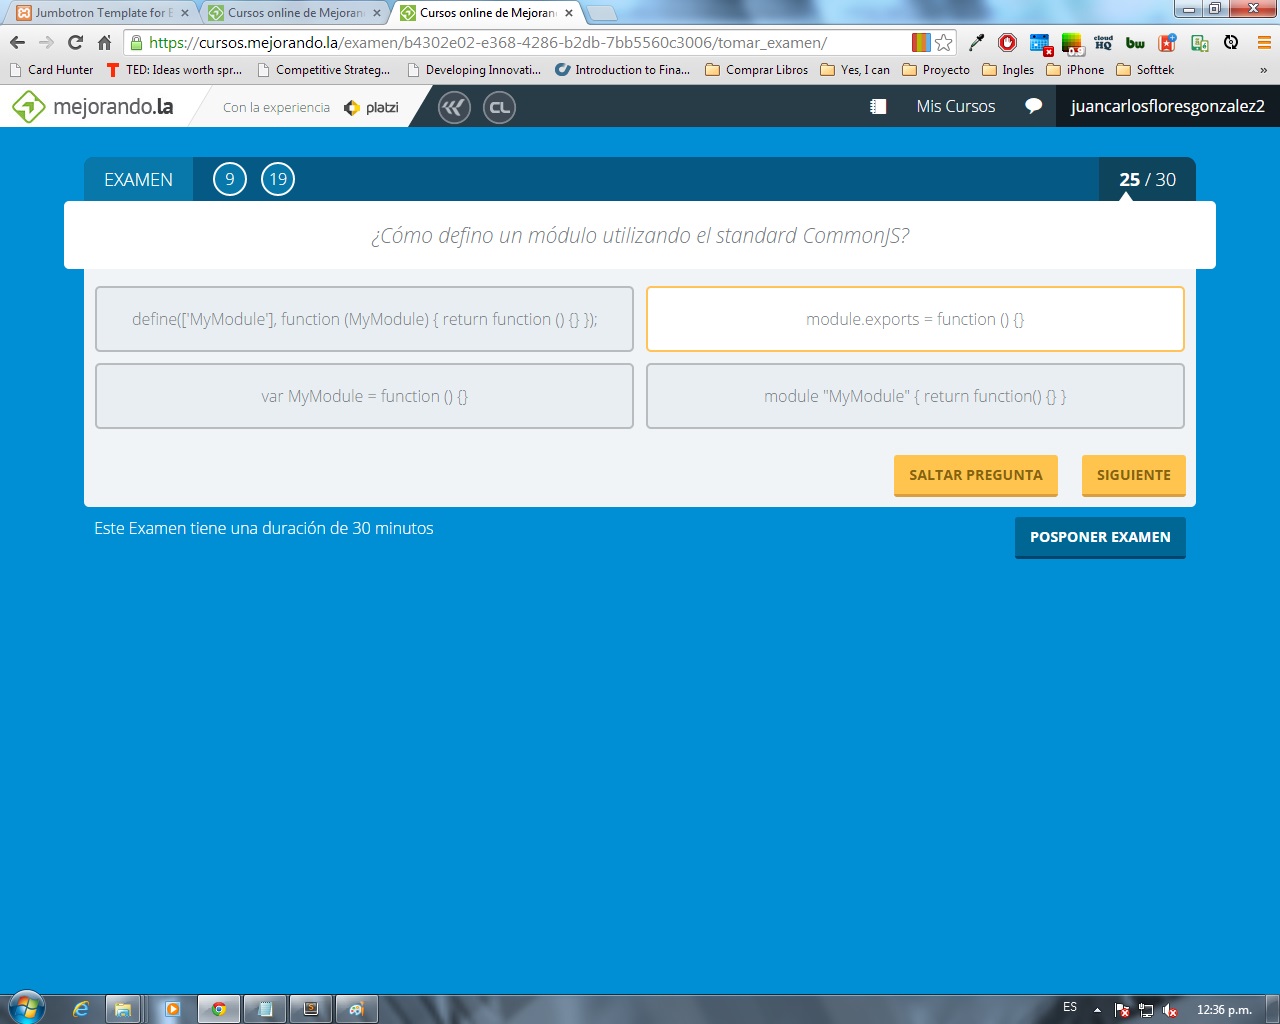 Jumbotron Template for B
Cursos online de Mejoran
Cursos online de Mejoran
https://cursos.mejorando.la/examen/b4302e02-e368-4286-b2db-7bb5560c3006/tomar_examen/
cloud HQ
bw
Card Hunter
TED: Ideas worth spr...
Competitive Strateg...
Developing Innovati...
Introduction to Fina...
Comprar Libros
Yes, I can
Proyecto
Ingles
iPhone
Softtek
»
mejorando.la
Con la experiencia
platzi
CL
Mis Cursos
juancarlosfloresgonzalez2
EXAMEN
9
19
25 / 30
¿Cómo defino un módulo utilizando el standard CommonJS?
define(['MyModule'], function (MyModule) { return function () {} });
module.exports = function () {}
var MyModule = function () {}
module "MyModule" { return function() {} }
SALTAR PREGUNTA
SIGUIENTE
Este Examen tiene una duración de 30 minutos
POSPONER EXAMEN
ES
12:36 p.m.